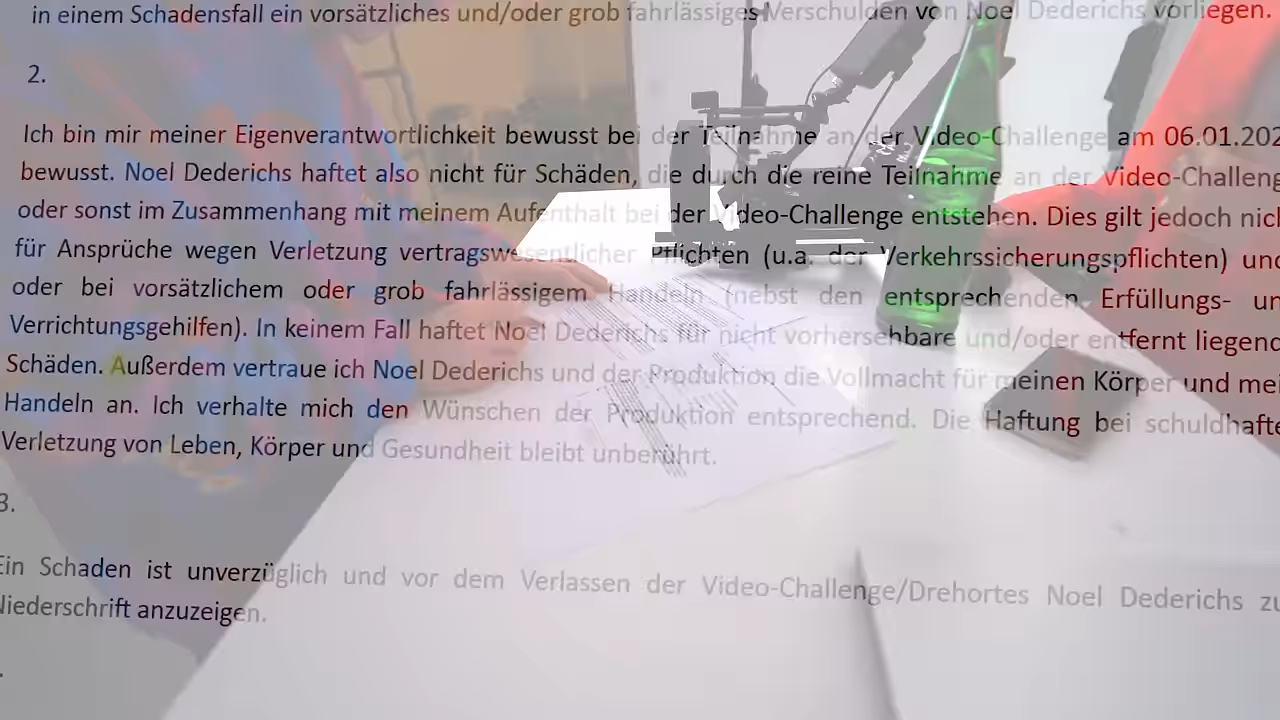 in einem Schadensfall ein vorsätzliches und/oder grob fahrlässiges Verschulden von Noel Dederichs vorliegen.
2.
Ich bin mir meiner Eigenverantwortlichkeit bewusst bei der Teilnahme an der Video-Challenge am 06.01.202
bewusst. Noel Dederichs haftet also nicht für Schäden, die durch die reine Teilnahme an der Video-Challeng
oder sonst im Zusammenhang mit meinem Aufenthalt bei der Video-Challenge entstehen. Dies gilt jedoch nich
für Ansprüche wegen Verletzung vertragswesentlicher Pflichten (u.a. der Verkehrssicherungspflichten) und
oder bei vorsätzlichem oder grob fahrlässigem Handeln (nebst den entsprechenden Erfüllungs- un
Verrichtungsgehilfen). In keinem Fall haftet Noel Dederichs für nicht vorhersehbare und/oder entfernt liegend
Schäden. Außerdem vertraue ich Noel Dederichs und der Produktion die Vollmacht für meinen Körper und mei
Handeln an. Ich verhalte mich den Wünschen der Produktion entsprechend. Die Haftung bei schuldhafte
Verletzung von Leben, Körper und Gesundheit bleibt unberührt.
3.
Ein Schaden ist unverzüglich und vor dem Verlassen der Video-Challenge/Drehortes Noel Dederichs zu
Niederschrift anzuzeigen.